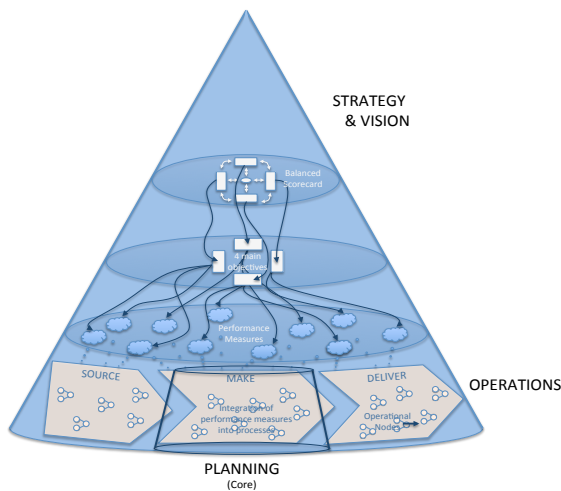 STRATEGY
& VISION
Balanced
Scorecard
4 main
objectives
Performance
Measures
SOURCE
MAKE
DELIVER
OPERATIONS
Integration of
performance measures
into processes
Operational
Nodes
PLANNING
(Core)